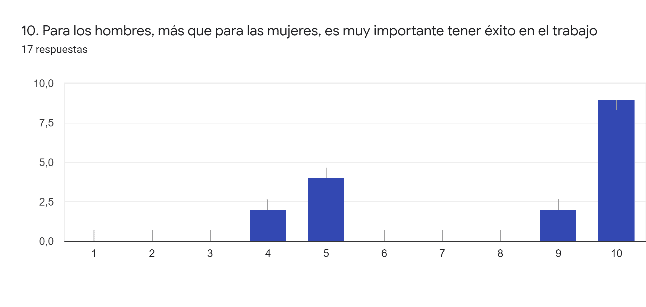 10. Para los hombres, más que para las mujeres, es muy importante tener éxito en el trabajo
17 respuestas
10,0
7,5
5,0
2,5
0,0
1 2 3 4 5 6 7 8 9 10